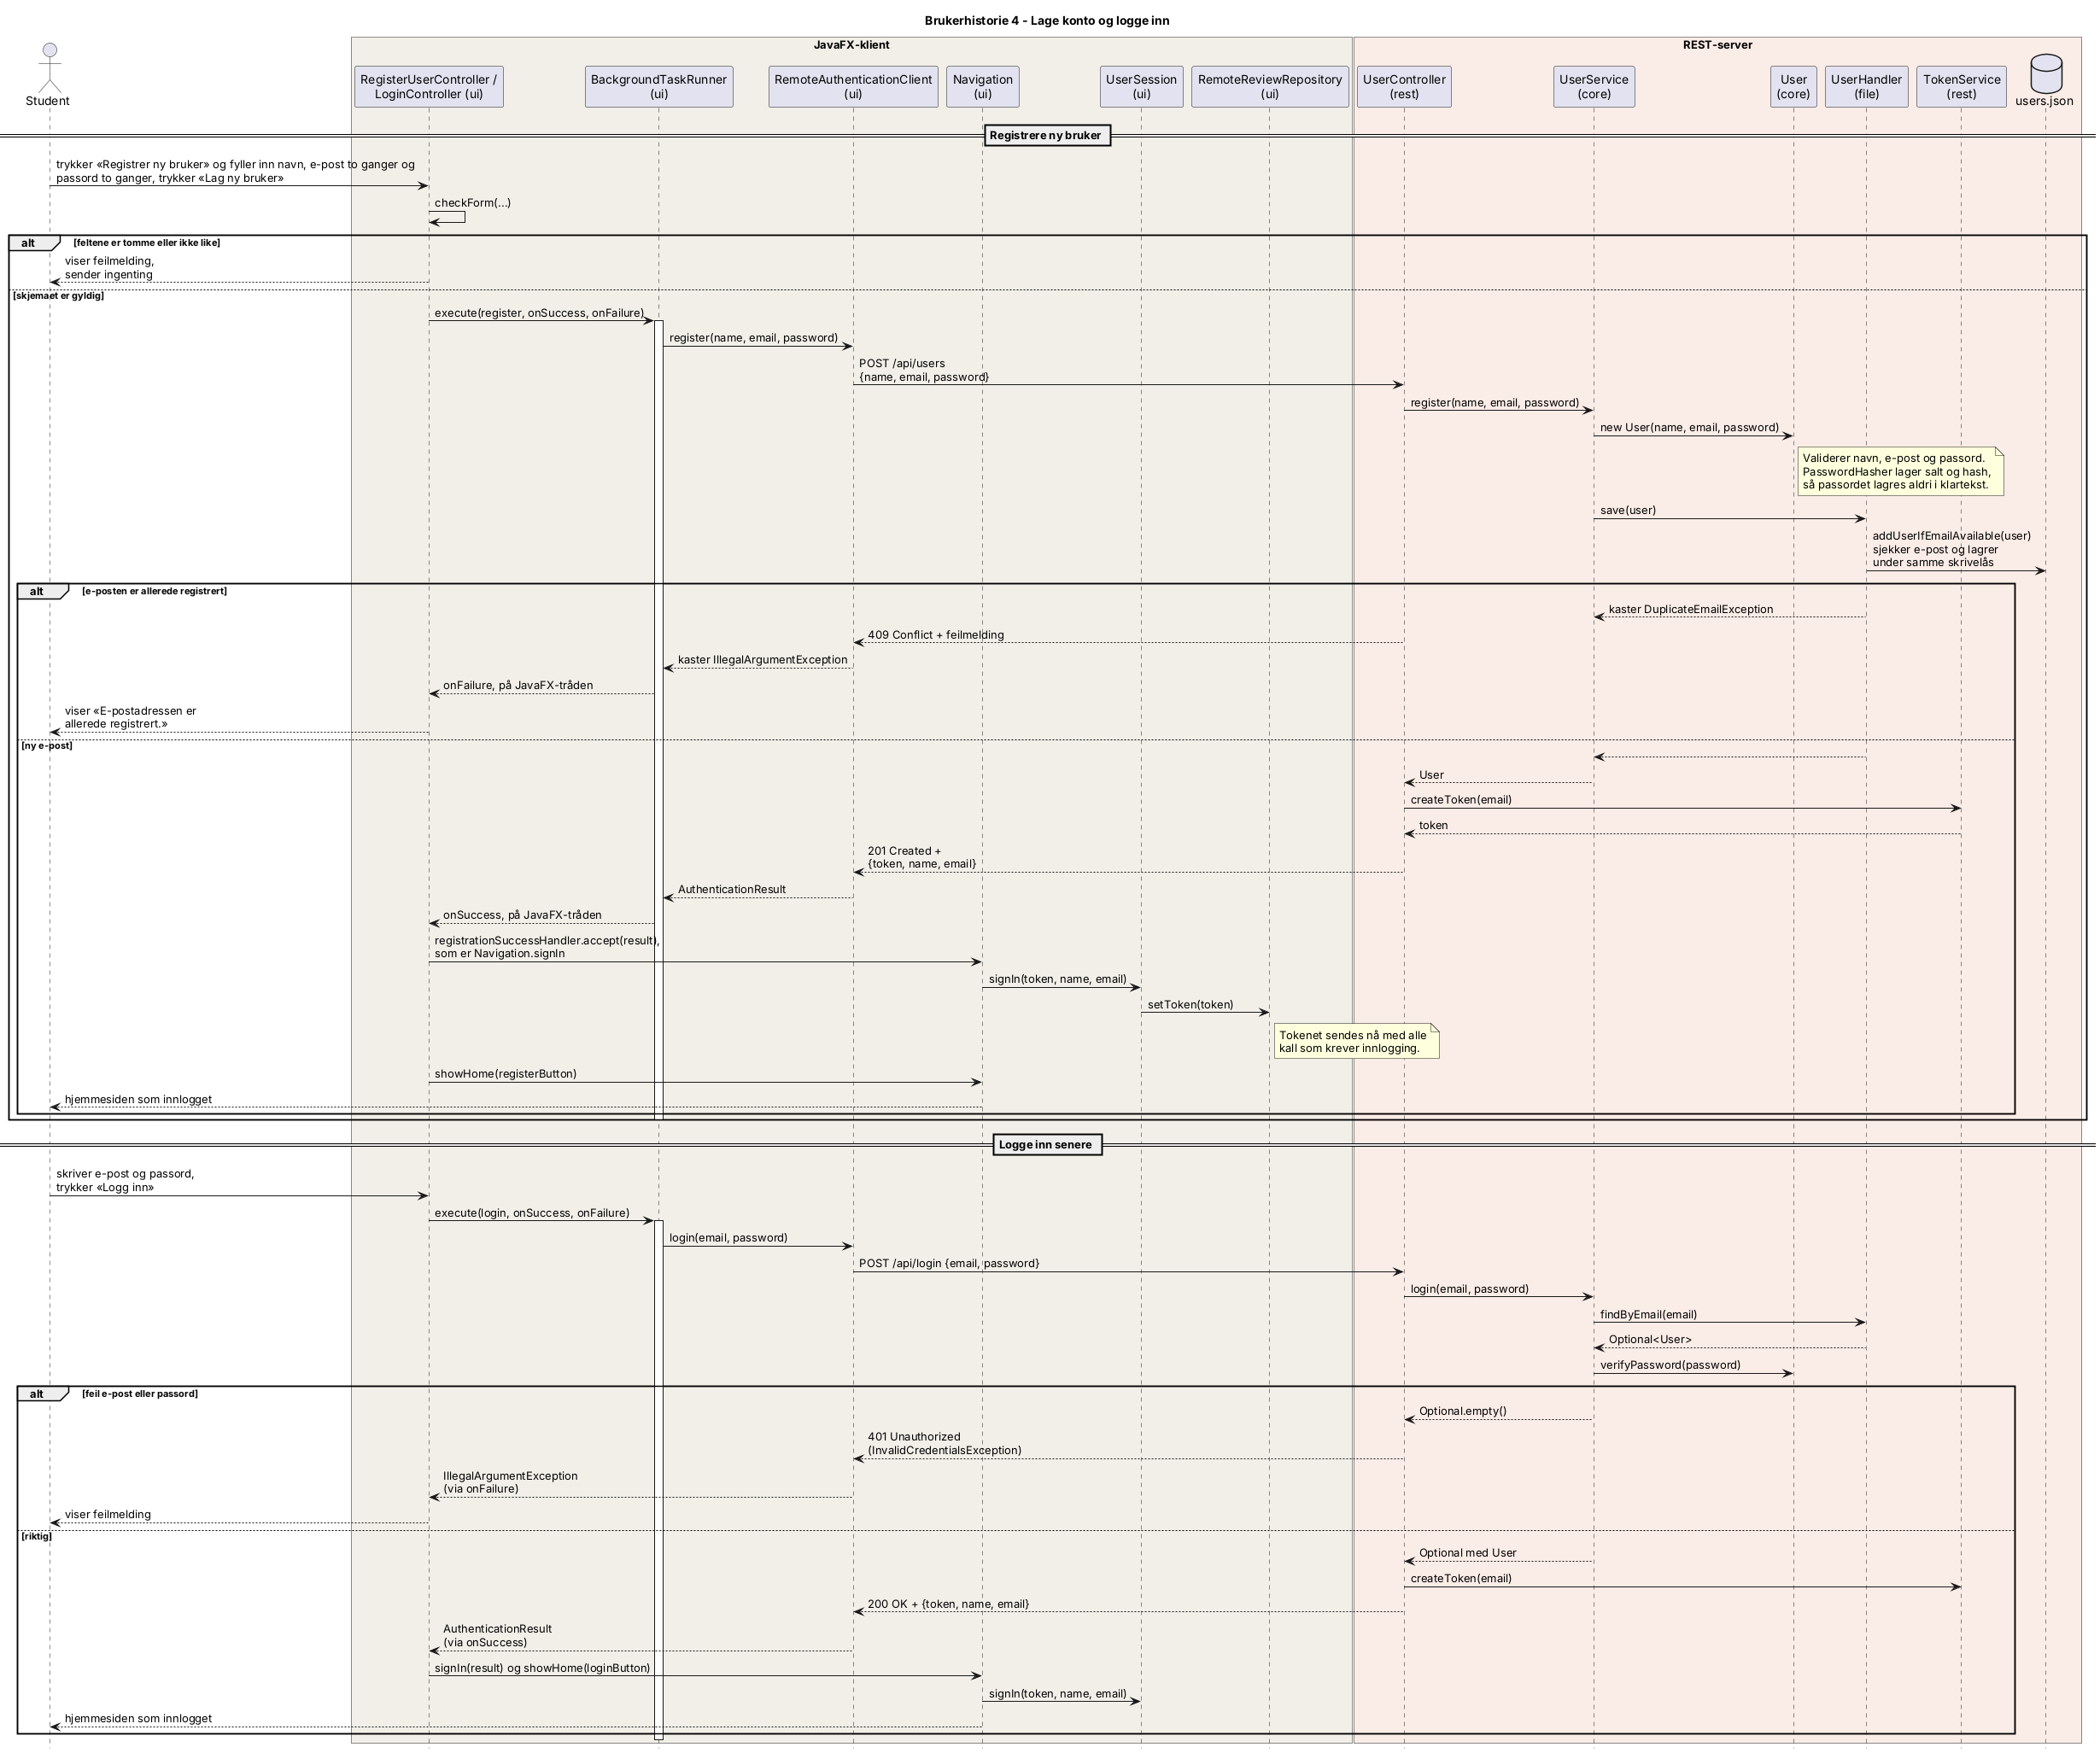 Brukerhistorie 4 - Lage konto og logge inn
JavaFX-klient
REST-server
Student
RegisterUserController /
LoginController (ui)
BackgroundTaskRunner
(ui)
RemoteAuthenticationClient
(ui)
Navigation
(ui)
UserSession
(ui)
RemoteReviewRepository
(ui)
UserController
(rest)
UserService
(core)
User
(core)
UserHandler
(file)
TokenService
(rest)
users.json
Registrere ny bruker
trykker «Registrer ny bruker» og fyller inn navn, e-post to ganger og
passord to ganger, trykker «Lag ny bruker»
checkForm(...)
alt
[feltene er tomme eller ikke like]
viser feilmelding,
sender ingenting
[skjemaet er gyldig]
execute(register, onSuccess, onFailure)
register(name, email, password)
POST /api/users
{name, email, password}
register(name, email, password)
new User(name, email, password)
Validerer navn, e-post og passord.
PasswordHasher lager salt og hash,
så passordet lagres aldri i klartekst.
save(user)
addUserIfEmailAvailable(user)
sjekker e-post og lagrer
under samme skrivelås
alt
[e-posten er allerede registrert]
kaster DuplicateEmailException
409 Conflict + feilmelding
kaster IllegalArgumentException
onFailure, på JavaFX-tråden
viser «E-postadressen er
allerede registrert.»
[ny e-post]
User
createToken(email)
token
201 Created +
{token, name, email}
AuthenticationResult
onSuccess, på JavaFX-tråden
registrationSuccessHandler.accept(result),
som er Navigation.signIn
signIn(token, name, email)
setToken(token)
Tokenet sendes nå med alle
kall som krever innlogging.
showHome(registerButton)
hjemmesiden som innlogget
Logge inn senere
skriver e-post og passord,
trykker «Logg inn»
execute(login, onSuccess, onFailure)
login(email, password)
POST /api/login {email, password}
login(email, password)
findByEmail(email)
Optional<User>
verifyPassword(password)
alt
[feil e-post eller passord]
Optional.empty()
401 Unauthorized
(InvalidCredentialsException)
IllegalArgumentException
(via onFailure)
viser feilmelding
[riktig]
Optional med User
createToken(email)
200 OK + {token, name, email}
AuthenticationResult
(via onSuccess)
signIn(result) og showHome(loginButton)
signIn(token, name, email)
hjemmesiden som innlogget